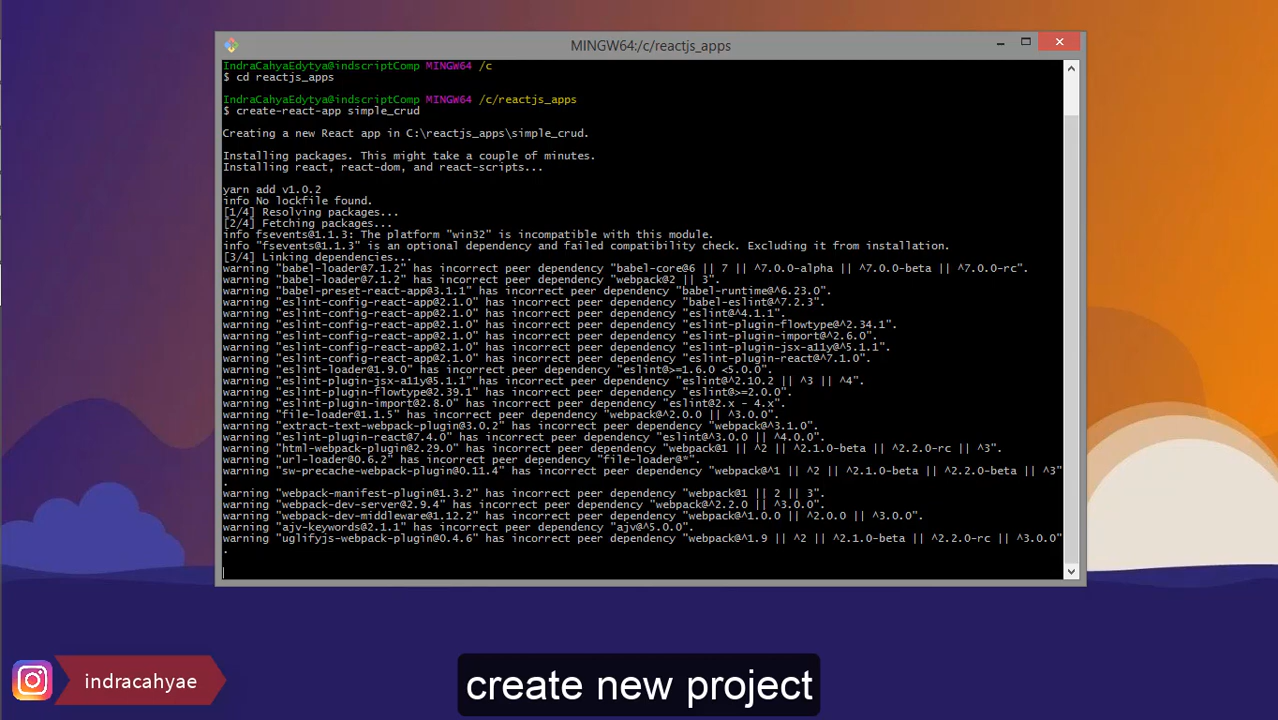 MINGW64:/c/reactjs_apps
IndraCahyaEdytya@indscriptComp MINGW64 /c
$ cd reactjs_apps
IndraCahyaEdytya@indscriptComp MINGW64 /c/reactjs_apps
$ create-react-app simple_crud
Creating a new React app in C:\reactjs_apps\simple_crud.
Installing packages. This might take a couple of minutes.
Installing react, react-dom, and react-scripts...
yarn add v1.0.2
info No lockfile found.
[1/4] Resolving packages...
[2/4] Fetching packages...
info fsevents@1.1.3: The platform "win32" is incompatible with this module.
info "fsevents@1.1.3" is an optional dependency and failed compatibility check. Excluding it from installation.
[3/4] Linking dependencies...
warning "babel-loader@7.1.2" has incorrect peer dependency "babel-core@6 || 7 || ^7.0.0-alpha || ^7.0.0-beta || ^7.0.0-rc".
warning "babel-loader@7.1.2" has incorrect peer dependency "webpack@2 || 3".
warning "babel-preset-react-app@3.1.1" has incorrect peer dependency "babel-runtime@^6.23.0".
warning "eslint-config-react-app@2.1.0" has incorrect peer dependency "babel-eslint@^7.2.3".
warning "eslint-config-react-app@2.1.0" has incorrect peer dependency "eslint@^4.1.1".
warning "eslint-config-react-app@2.1.0" has incorrect peer dependency "eslint-plugin-flowtype@^2.34.1".
warning "eslint-config-react-app@2.1.0" has incorrect peer dependency "eslint-plugin-import@^2.6.0".
warning "eslint-config-react-app@2.1.0" has incorrect peer dependency "eslint-plugin-jsx-a11y@^5.1.1".
warning "eslint-config-react-app@2.1.0" has incorrect peer dependency "eslint-plugin-react@^7.1.0".
warning "eslint-loader@1.9.0" has incorrect peer dependency "eslint@>=1.6.0 <5.0.0".
warning "eslint-plugin-jsx-a11y@5.1.1" has incorrect peer dependency "eslint@^2.10.2 || ^3 || ^4".
warning "eslint-plugin-flowtype@2.39.1" has incorrect peer dependency "eslint@>=2.0.0".
warning "eslint-plugin-import@2.8.0" has incorrect peer dependency "eslint@2.x - 4.x".
warning "file-loader@1.1.5" has incorrect peer dependency "webpack@^2.0.0 || ^3.0.0".
warning "extract-text-webpack-plugin@3.0.2" has incorrect peer dependency "webpack@^3.1.0".
warning "eslint-plugin-react@7.4.0" has incorrect peer dependency "eslint@^3.0.0 || ^4.0.0".
warning "html-webpack-plugin@2.29.0" has incorrect peer dependency "webpack@1 || ^2 || ^2.1.0-beta || ^2.2.0-rc || ^3".
warning "url-loader@0.6.2" has incorrect peer dependency "file-loader@*".
warning "sw-precache-webpack-plugin@0.11.4" has incorrect peer dependency "webpack@^1 || ^2 || ^2.1.0-beta || ^2.2.0-beta || ^3"
.
warning "webpack-manifest-plugin@1.3.2" has incorrect peer dependency "webpack@1 || 2 || 3".
warning "webpack-dev-server@2.9.4" has incorrect peer dependency "webpack@^2.2.0 || ^3.0.0".
warning "webpack-dev-middleware@1.12.2" has incorrect peer dependency "webpack@^1.0.0 || ^2.0.0 || ^3.0.0".
warning "ajv-keywords@2.1.1" has incorrect peer dependency "ajv@^5.0.0".
warning "uglifyjs-webpack-plugin@0.4.6" has incorrect peer dependency "webpack@^1.9 || ^2 || ^2.1.0-beta || ^2.2.0-rc || ^3.0.0"
.
indracahyae
create new project